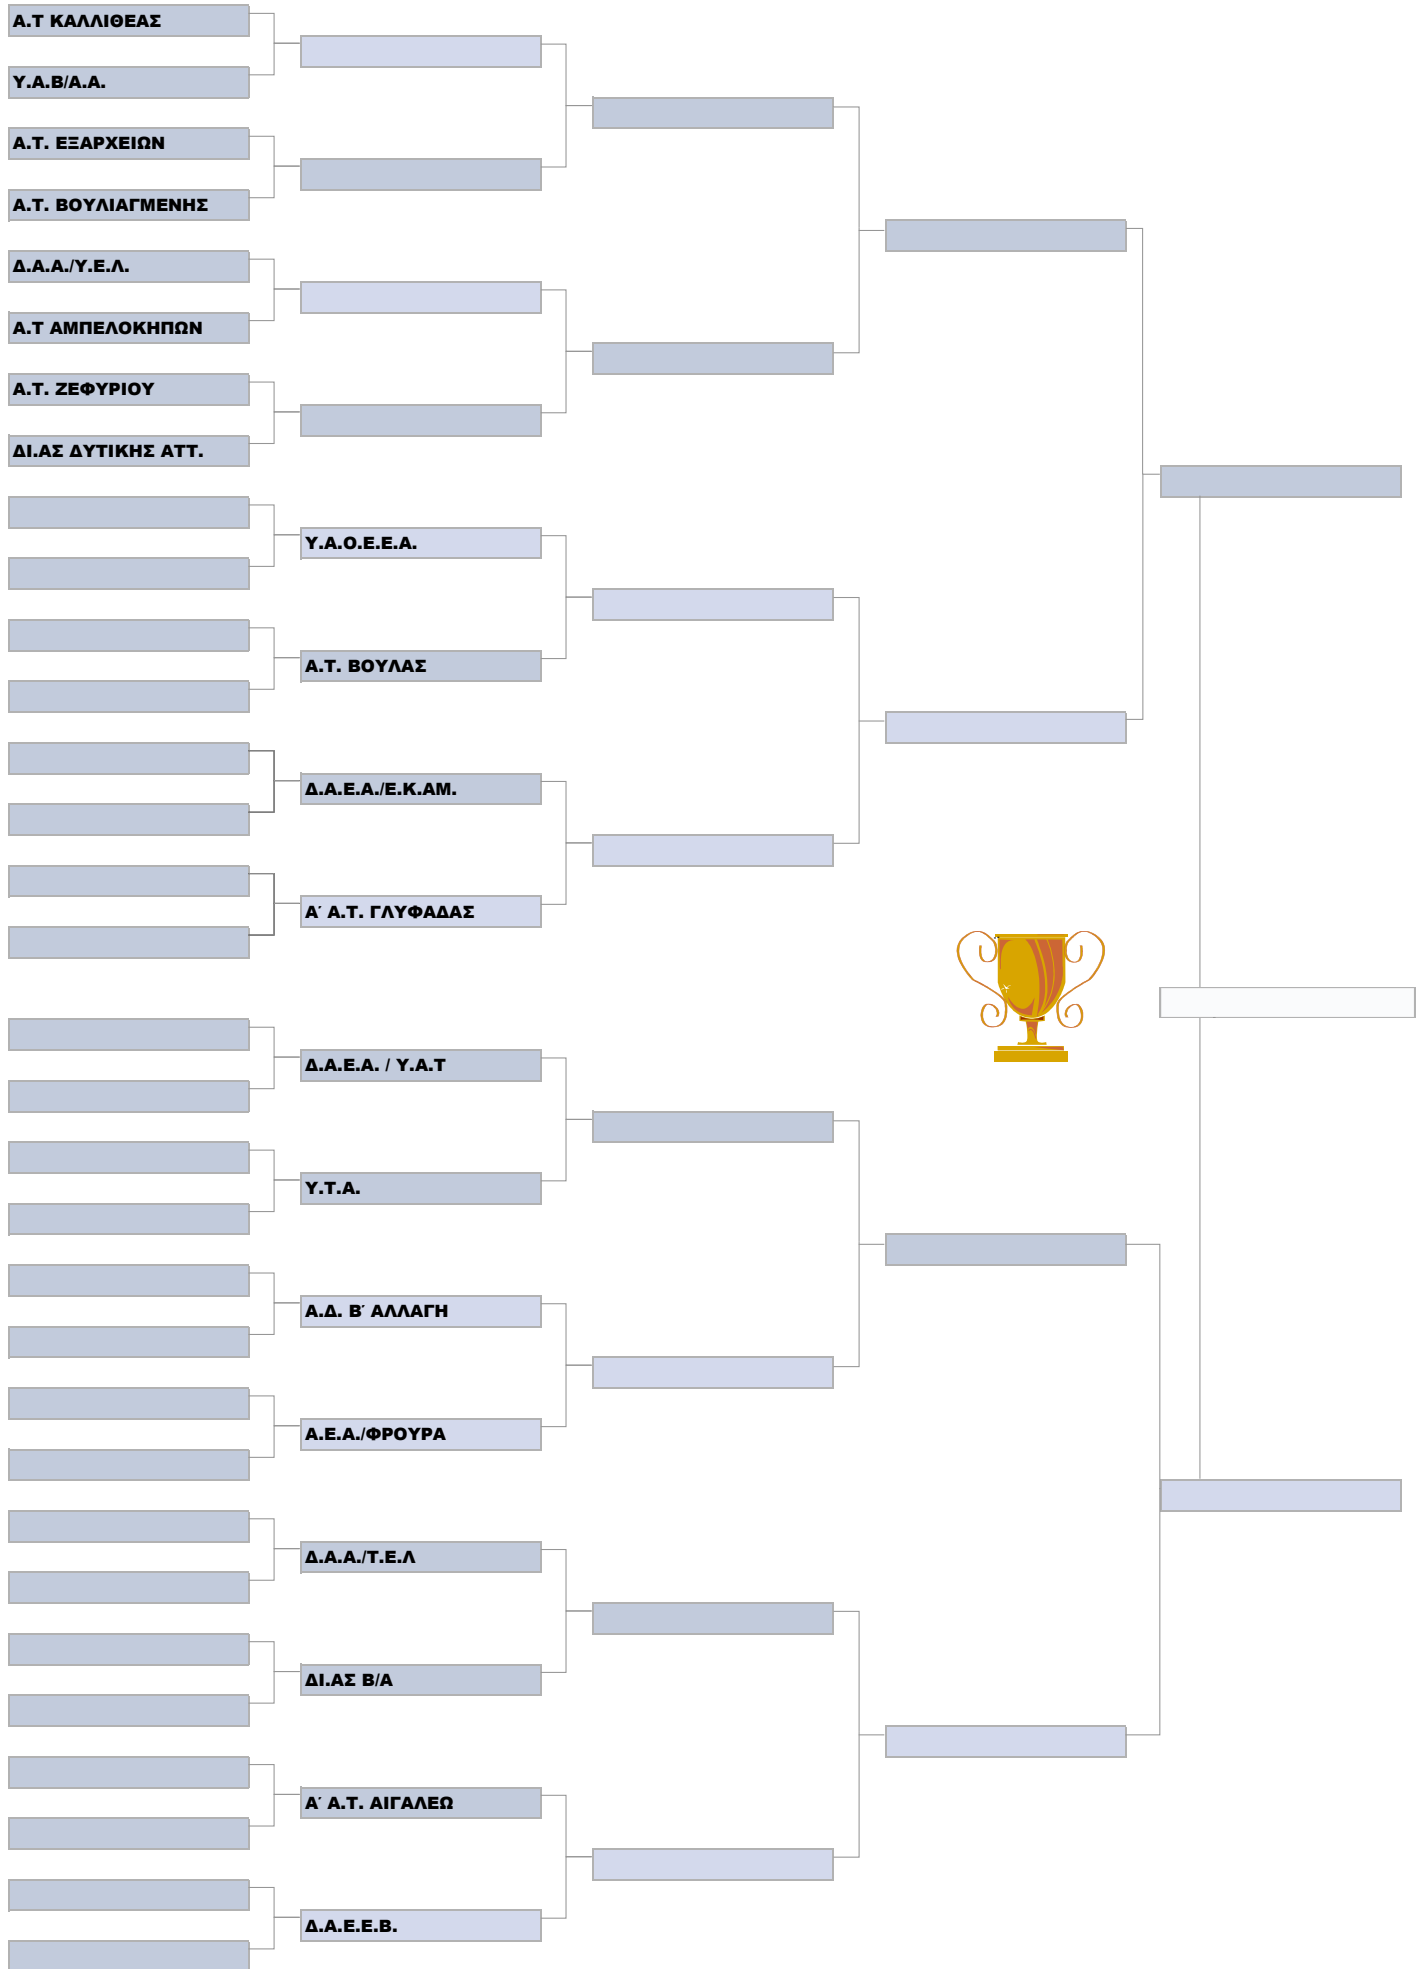 Α.Τ ΚΑΛΛΙΘΕΑΣ
Υ.Α.Β/Α.Α.
Α.Τ. ΕΞΑΡΧΕΙΩΝ
Α.Τ. ΒΟΥΛΙΑΓΜΕΝΗΣ
Δ.Α.Α./Υ.Ε.Λ.
Α.Τ ΑΜΠΕΛΟΚΗΠΩΝ
Α.Τ. ΖΕΦΥΡΙΟΥ
ΔΙ.ΑΣ ΔΥΤΙΚΗΣ ΑΤΤ.
Υ.Α.Ο.Ε.Ε.Α.
Α.Τ. ΒΟΥΛΑΣ
Δ.Α.Ε.Α./Ε.Κ.ΑΜ.
Α΄ Α.Τ. ΓΛΥΦΑΔΑΣ
Δ.Α.Ε.Α. / Υ.Α.Τ
Υ.Τ.Α.
Α.Δ. Β΄ ΑΛΛΑΓΗ
Α.Ε.Α./ΦΡΟΥΡΑ
Δ.Α.Α./Τ.Ε.Λ
ΔΙ.ΑΣ Β/Α
Α΄ Α.Τ. ΑΙΓΑΛΕΩ
Δ.Α.Ε.Ε.Β.